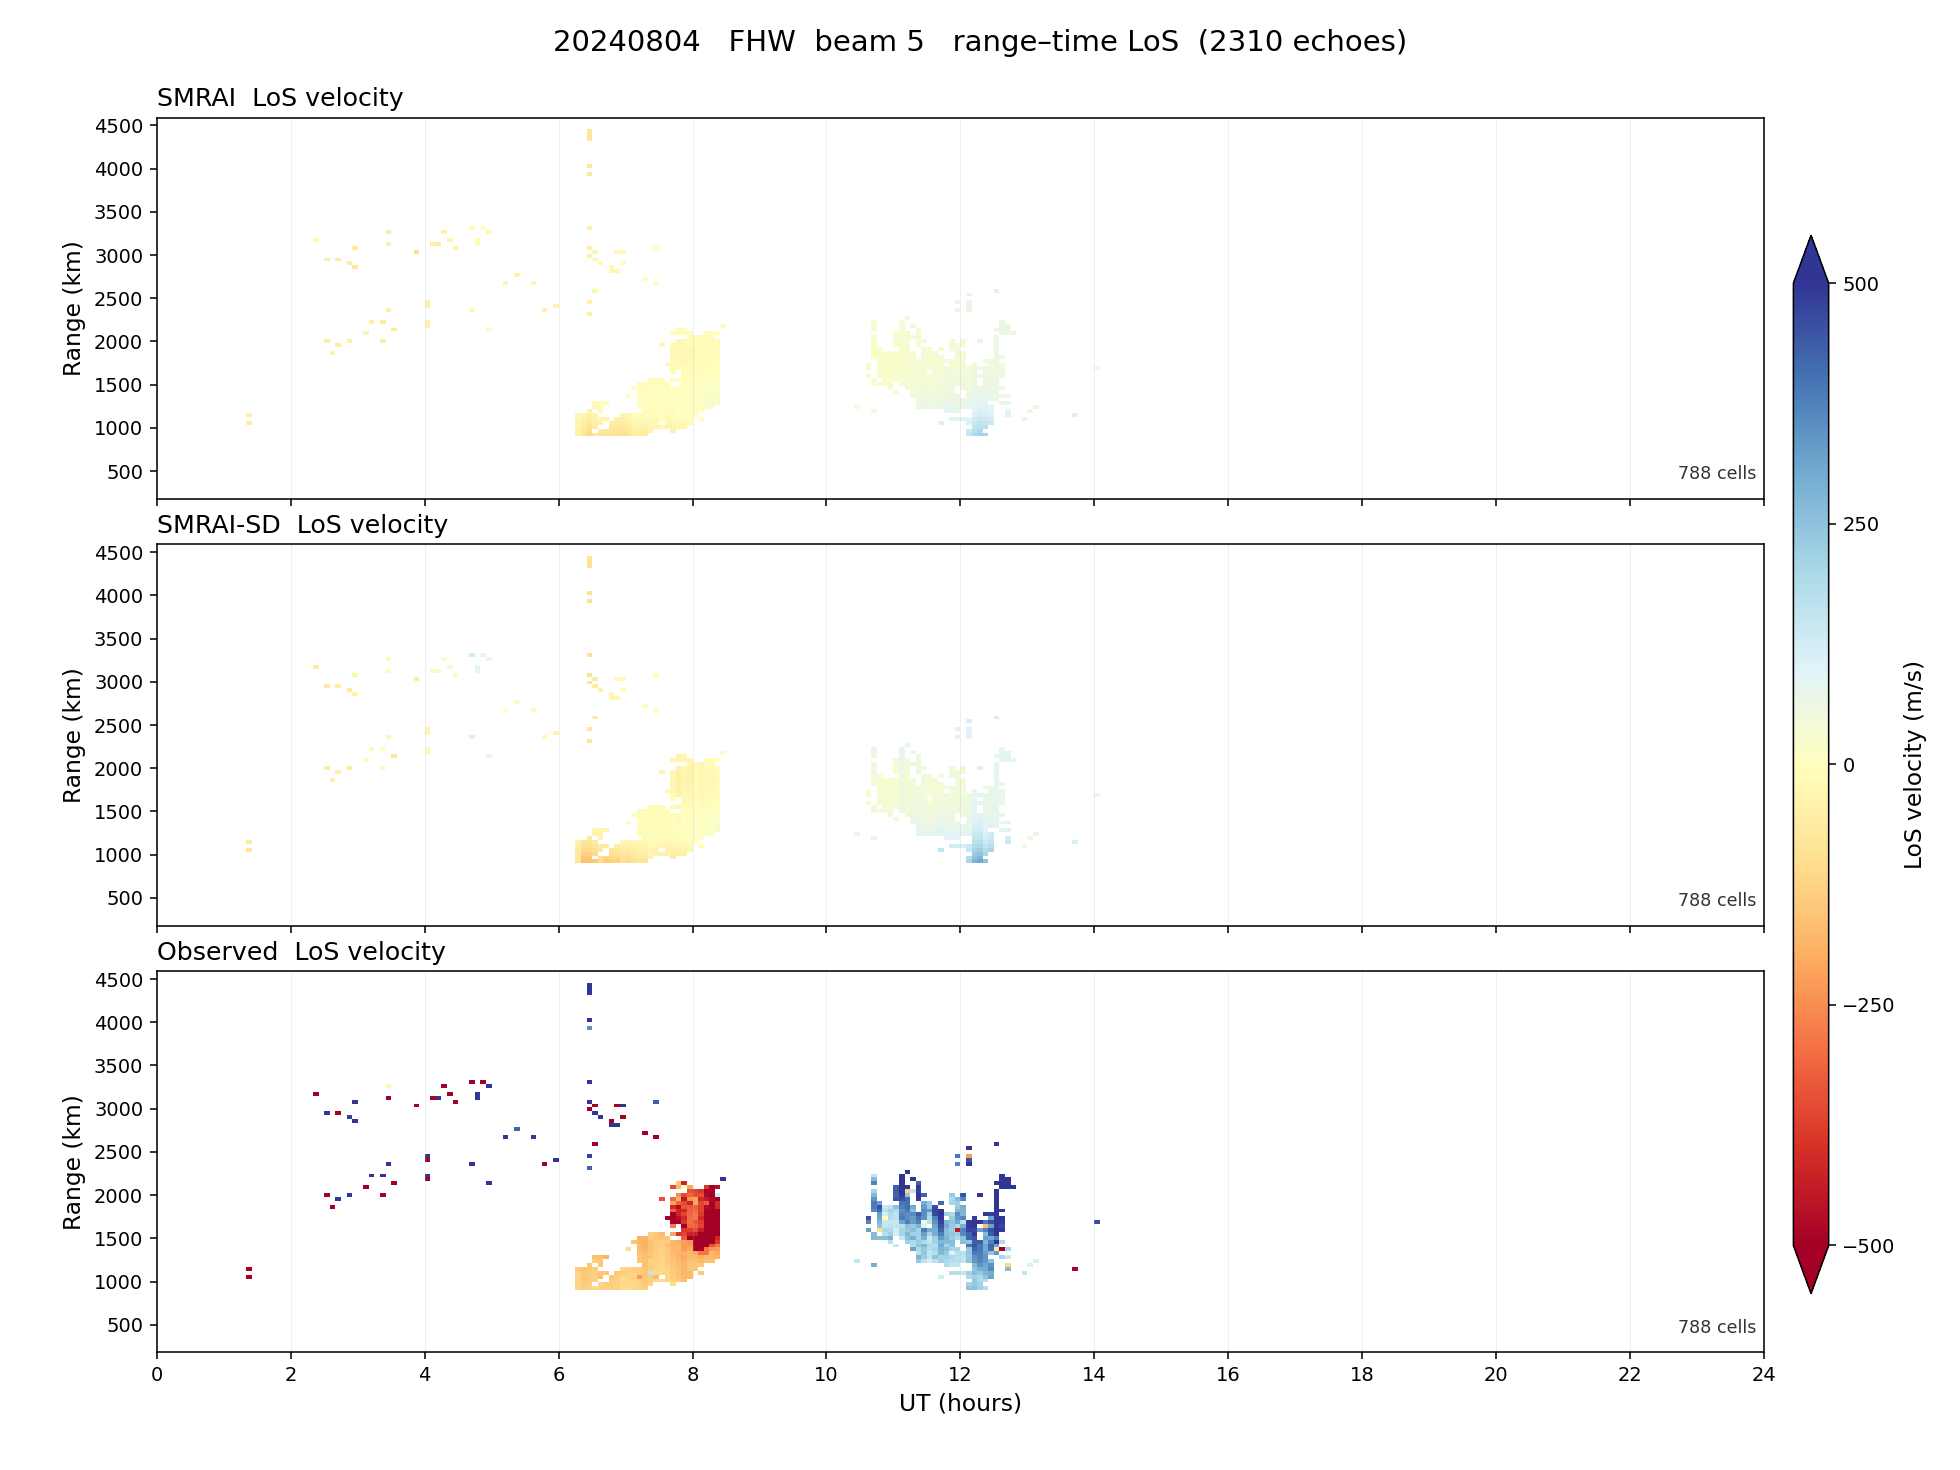 20240804   FHW  beam 5   range–time LoS  (2310 echoes)
SMRAI  LoS velocity
4500
4000
3500
3000
2500
2000
1500
1000
500
Range (km)
788 cells
SMRAI-SD  LoS velocity
4500
4000
3500
3000
2500
2000
1500
1000
500
Range (km)
788 cells
Observed  LoS velocity
4500
4000
3500
3000
2500
2000
1500
1000
500
Range (km)
788 cells
0 2 4 6 8 10 12 14 16 18 20 22 24
UT (hours)
500
250
0
−250
−500
LoS velocity (m/s)